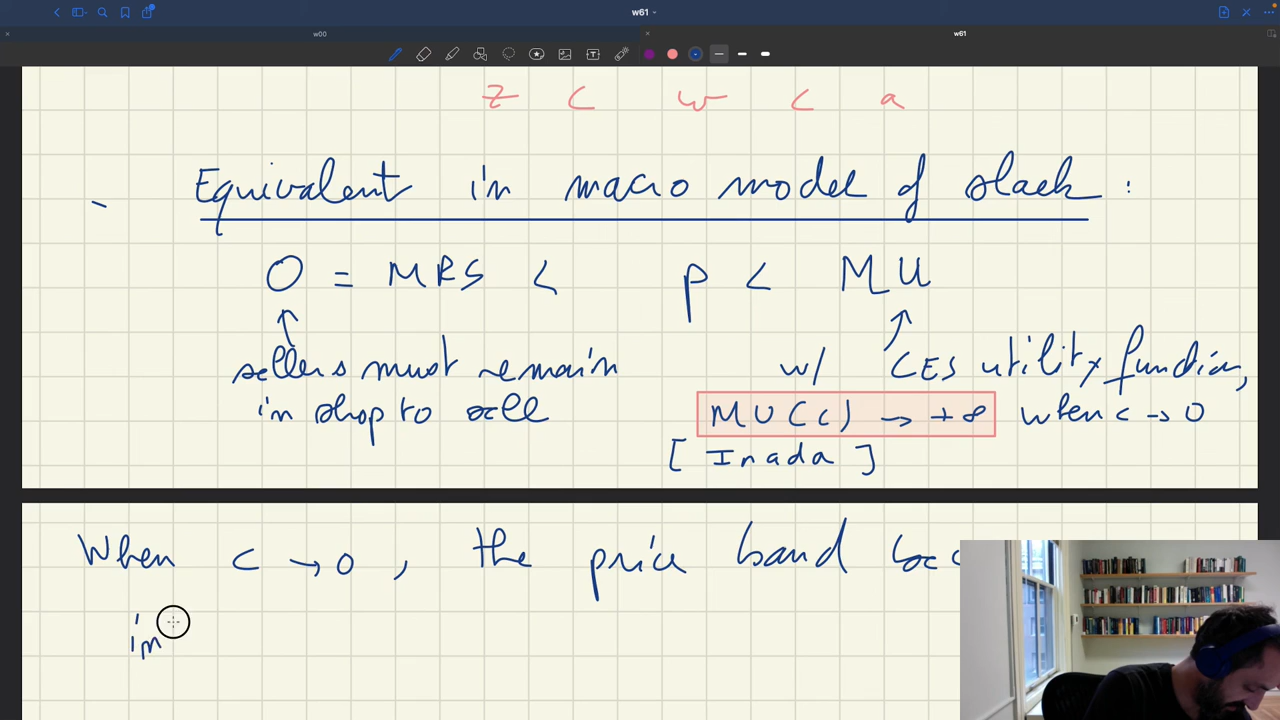 w61
w00
w61
z < w < a
- Equivalent in macro model of slack :
0 = MRS < p < MU
sellers must remain in shop to sell
w/ CES utility function,
MU(c) → +∞ when c → 0
[ Inada ]
When c → 0, the price band
in